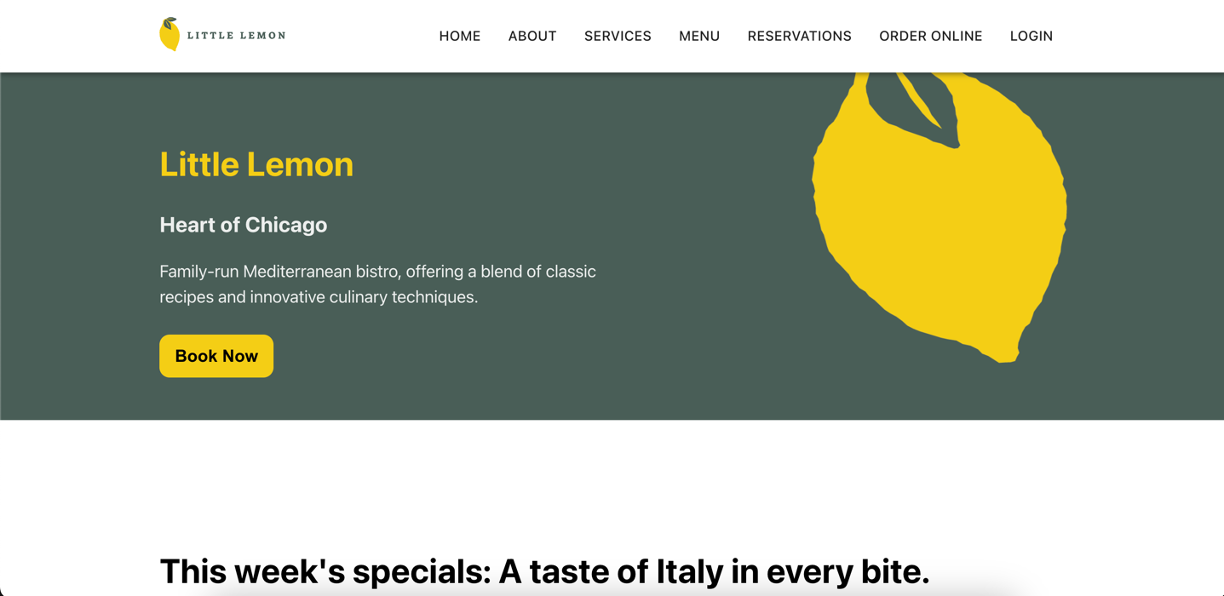 LITTLE LEMON
HOME ABOUT SERVICES MENU RESERVATIONS ORDER ONLINE LOGIN
Little Lemon
Heart of Chicago
Family-run Mediterranean bistro, offering a blend of classic
recipes and innovative culinary techniques.
Book Now
This week's specials: A taste of Italy in every bite.